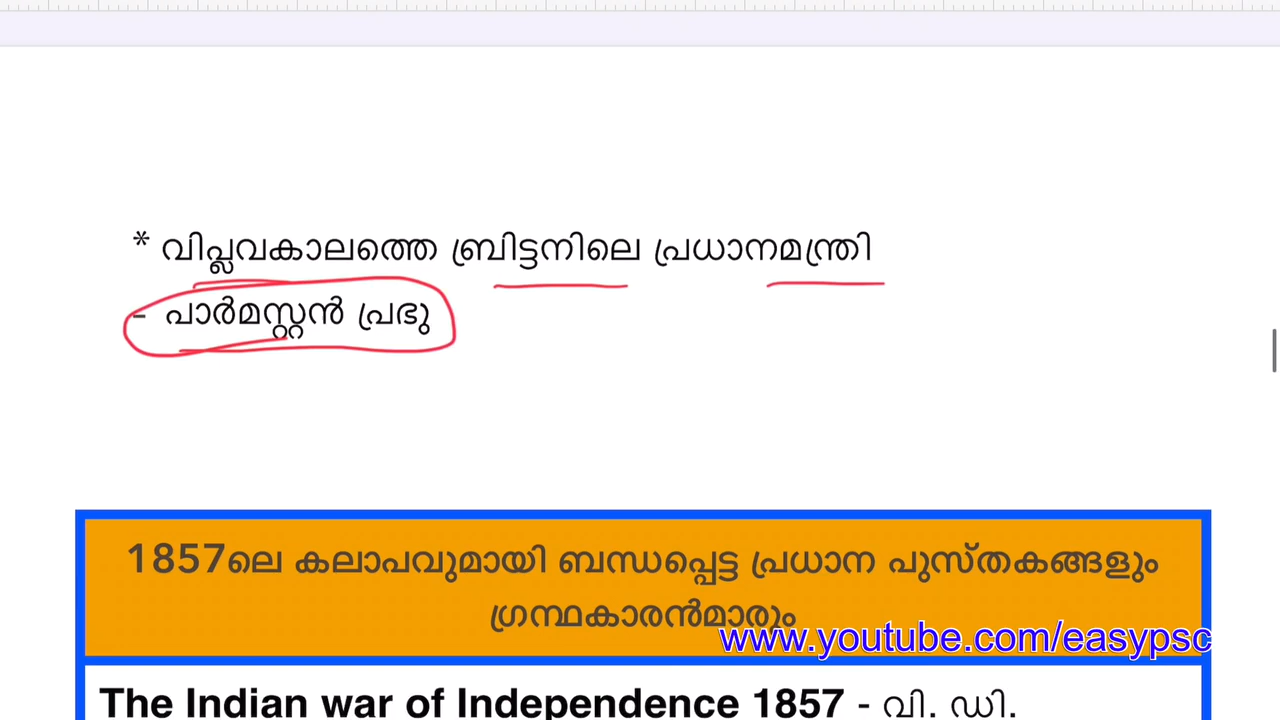 * വിപ്ലവകാലത്തെ ബ്രിട്ടനിലെ പ്രധാനമന്ത്രി
- പാർമസ്റ്റൻ പ്രഭു
1857ലെ കലാപവുമായി ബന്ധപ്പെട്ട പ്രധാന പുസ്തകങ്ങളും
ഗ്രന്ഥകാരൻമാരും
www.youtube.com/easypsc
The Indian war of Independence 1857 - വി. ഡി.